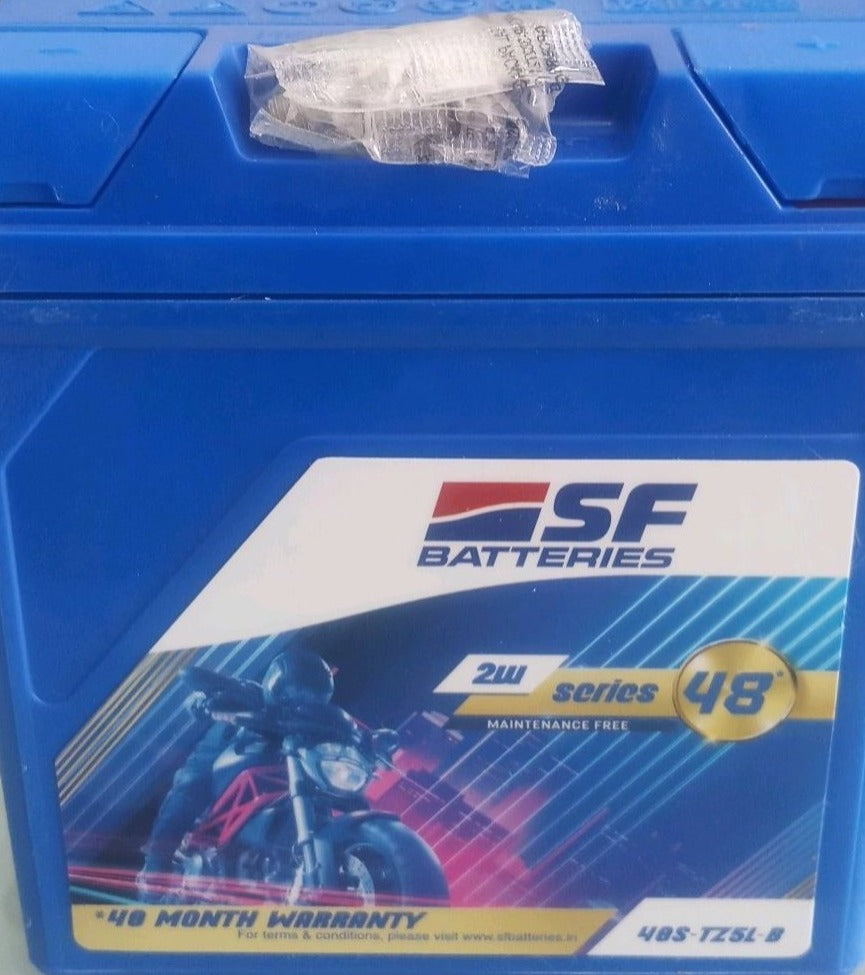 SF
BATTERIES
2W
series
48*
MAINTENANCE FREE
*48 MONTH WARRANTY
For terms & conditions, please visit www.sfbatteries.in
48S-TZ5L-B